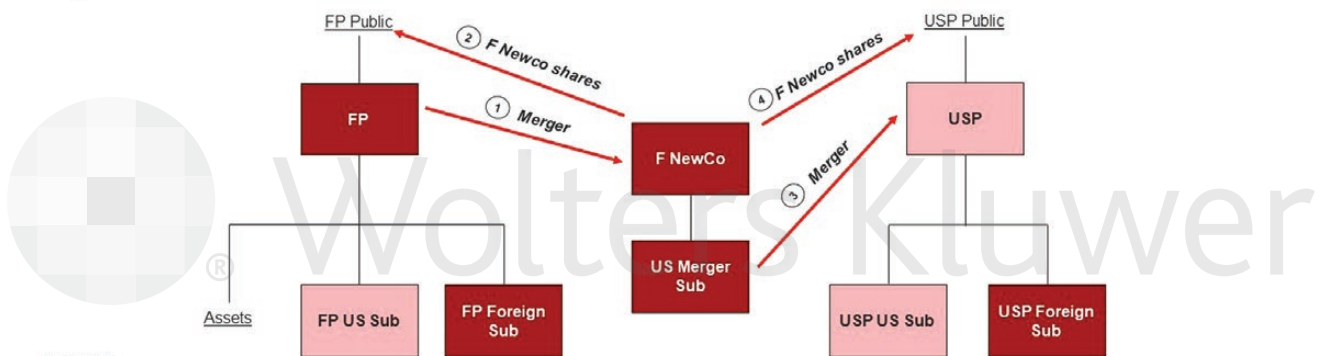 FP Public
USP Public
2 F Newco shares
4 F Newco shares
1 Merger
FP
F NewCo
USP
3 Merger
US Merger
Sub
Assets
FP US Sub
FP Foreign
Sub
USP US Sub
USP Foreign
Sub
® Wolters Kluwer